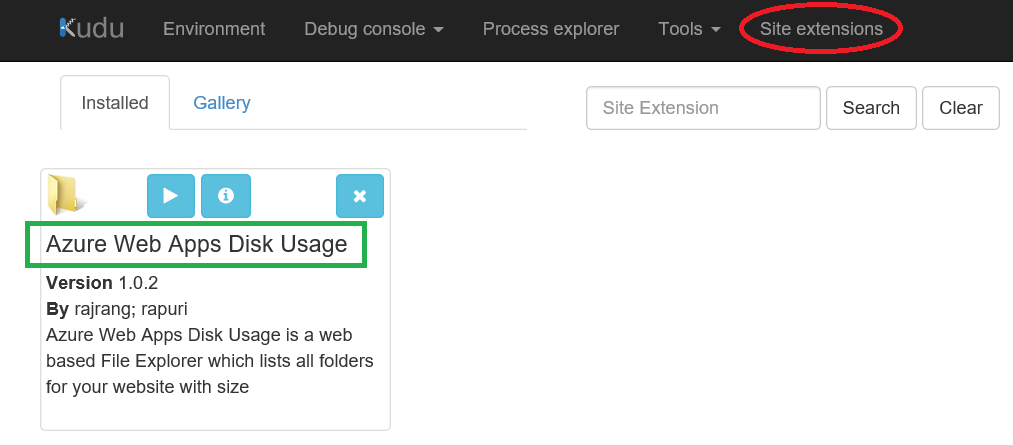 Kudu Environment Debug console Process explorer Tools Site extensions
Installed Gallery Site Extension Search Clear
Azure Web Apps Disk Usage
Version 1.0.2
By rajrang; rapuri
Azure Web Apps Disk Usage is a web
based File Explorer which lists all folders
for your website with size